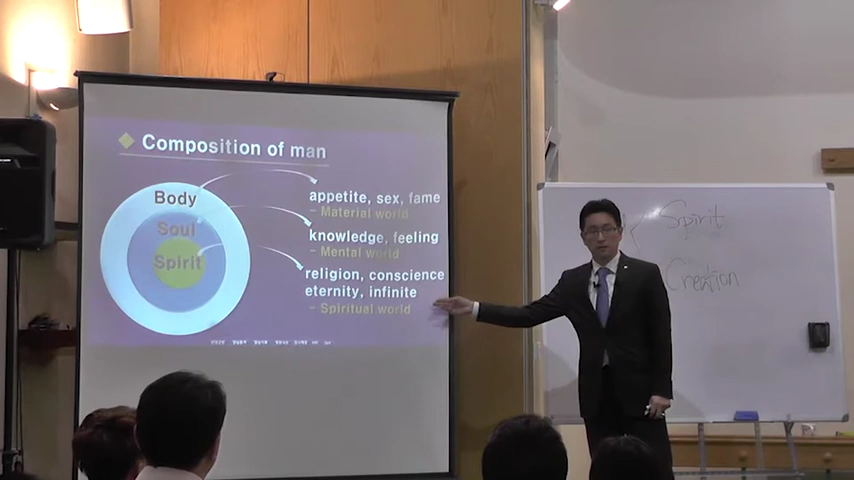 Composition of man
Body
Soul
Spirit
appetite, sex, fame
- Material world
knowledge, feeling
- Mental world
religion, conscience
eternity, infinite
- Spiritual world
Spirit
Creation